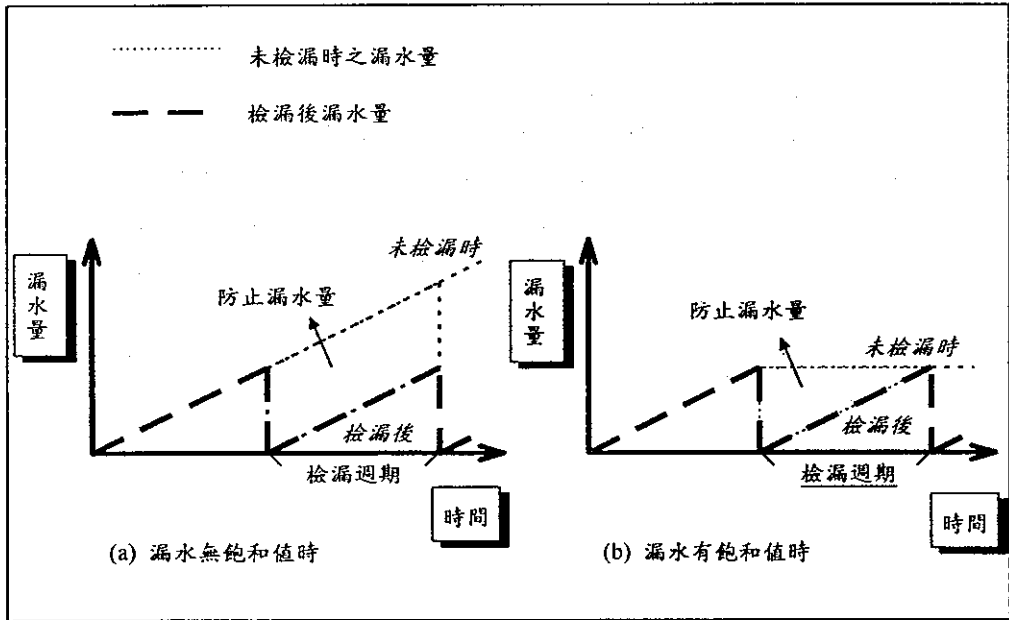 未檢漏時之漏水量
檢漏後漏水量
漏水量
未檢漏時
防止漏水量
檢漏後
檢漏週期
時間
(a) 漏水無飽和值時
漏水量
防止漏水量
未檢漏時
檢漏後
檢漏週期
時間
(b) 漏水有飽和值時